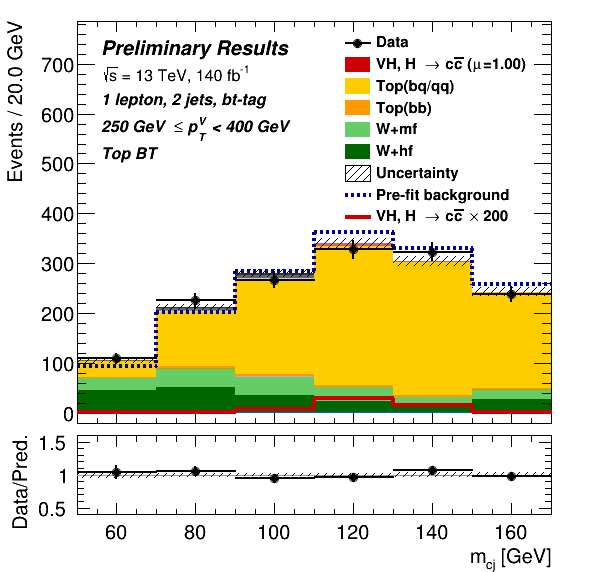 Preliminary Results
√s = 13 TeV, 140 fb⁻¹
1 lepton, 2 jets, bt-tag
250 GeV ≤ p_T^V < 400 GeV
Top BT
Data
VH, H → cc̅ (μ=1.00)
Top(bq/qq)
Top(bb)
W+mf
W+hf
Uncertainty
Pre-fit background
VH, H → cc̅ × 200
Events / 20.0 GeV
700
600
500
400
300
200
100
0
Data/Pred.
1.5
1
0.5
60 80 100 120 140 160
m_cj [GeV]